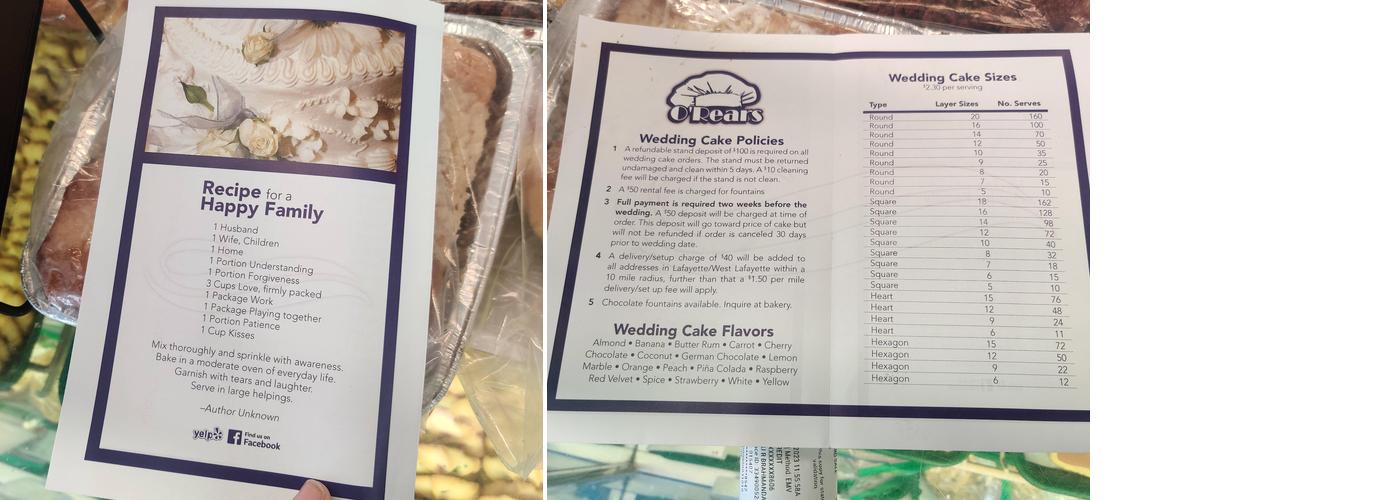 Recipe for a
Happy Family
1 Husband
1 Wife, Children
1 Home
1 Portion Understanding
1 Portion Forgiveness
3 Cups Love, firmly packed
1 Package Work
1 Package Playing together
1 Portion Patience
1 Cup Kisses
Mix thoroughly and sprinkle with awareness.
Bake in a moderate oven of everyday life.
Garnish with tears and laughter.
Serve in large helpings.
–Author Unknown
yelp
Find us on
Facebook
O'Rears
Wedding Cake Policies
1 A refundable stand deposit of $100 is required on all
wedding cake orders. The stand must be returned
undamaged and clean within 5 days. A $10 cleaning
fee will be charged if the stand is not clean.
2 A $50 rental fee is charged for fountains
3 Full payment is required two weeks before the
wedding. A $50 deposit will be charged at time of
order. This deposit will go toward price of cake but
will not be refunded if order is canceled 30 days
prior to wedding date.
4 A delivery/setup charge of $40 will be added to
all addresses in Lafayette/West Lafayette within a
10 mile radius, further than that a $1.50 per mile
delivery/set up fee will apply.
5 Chocolate fountains available. Inquire at bakery.
Wedding Cake Flavors
Almond • Banana • Butter Rum • Carrot • Cherry
Chocolate • Coconut • German Chocolate • Lemon
Marble • Orange • Peach • Piña Colada • Raspberry
Red Velvet • Spice • Strawberry • White • Yellow
Wedding Cake Sizes
$2.30 per serving
Type Layer Sizes No. Serves
Round 20 160
Round 16 100
Round 14 70
Round 12 50
Round 10 35
Round 9 25
Round 8 20
Round 7 15
Round 5 10
Square 18 162
Square 16 128
Square 14 98
Square 12 72
Square 10 40
Square 8 32
Square 7 18
Square 6 15
Square 5 10
Heart 15 76
Heart 12 48
Heart 9 24
Heart 6 11
Hexagon 15 72
Hexagon 12 50
Hexagon 9 22
Hexagon 6 12
2023 11:55:58A
Method: EMV
XXXXXXXX8606